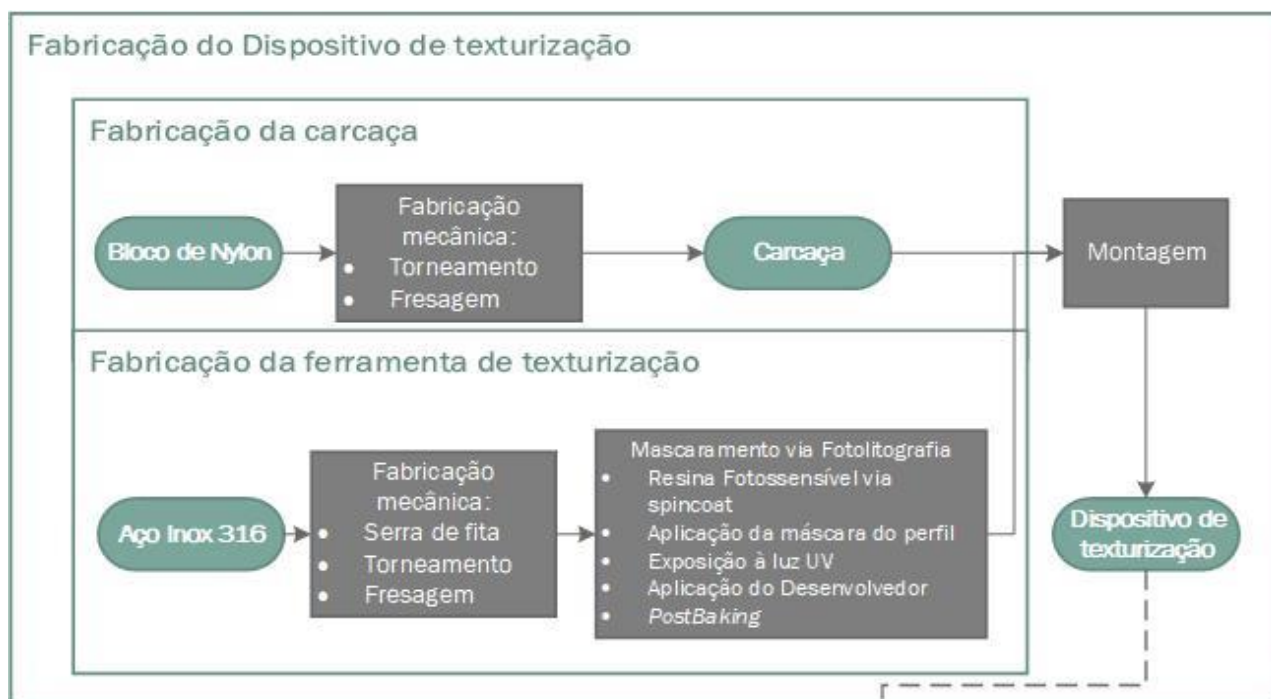 Fabricação do Dispositivo de texturização
Fabricação da carcaça
Bloco de Nylon
Fabricação
mecânica:
• Torneamento
• Fresagem
Carcaça
Montagem
Fabricação da ferramenta de texturização
Aço Inox 316
Fabricação
mecânica:
• Serra de fita
• Torneamento
• Fresagem
Mascaramento via Fotolitografia
• Resina Fotossensível via
spincoat
• Aplicação da máscara do perfil
• Exposição à luz UV
• Aplicação do Desenvolvedor
• PostBaking
Dispositivo de
texturização